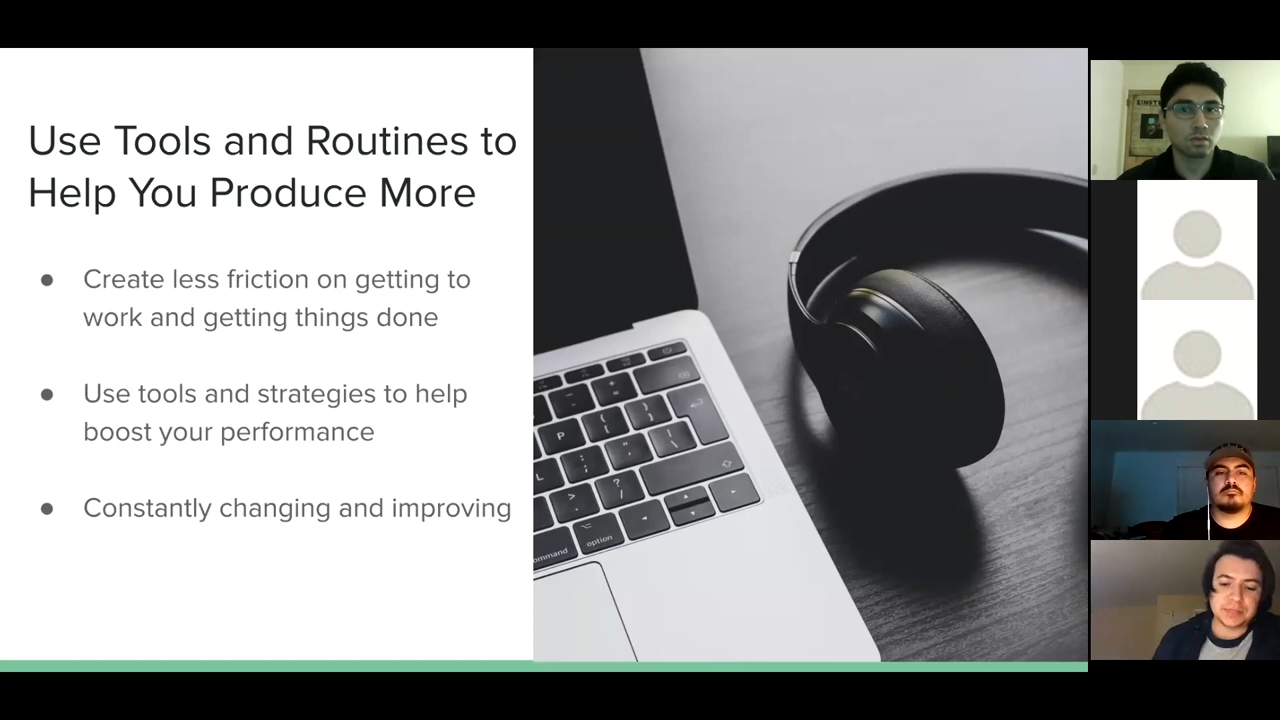 Use Tools and Routines to
Help You Produce More
● Create less friction on getting to
work and getting things done
● Use tools and strategies to help
boost your performance
● Constantly changing and improving
P
L
command
option